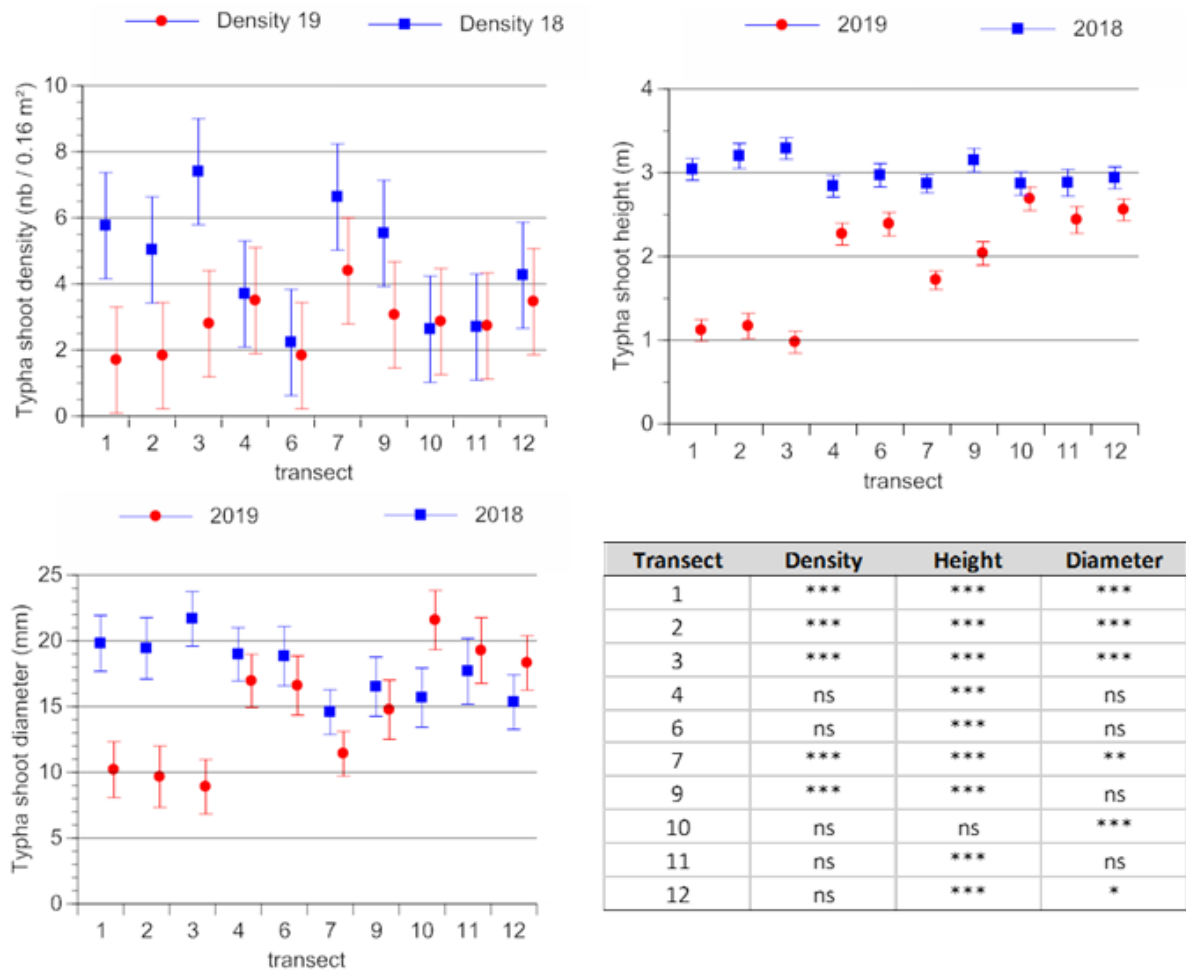 Density 19 Density 18
Typha shoot density (nb / 0.16 m²)
10
8
6
4
2
0
1 2 3 4 6 7 9 10 11 12
transect
2019 2018
Typha shoot height (m)
4
3
2
1
0
1 2 3 4 6 7 9 10 11 12
transect
2019 2018
Typha shoot diameter (mm)
25
20
15
10
5
0
1 2 3 4 6 7 9 10 11 12
transect
Transect Density Height Diameter
1 *** *** ***
2 *** *** ***
3 *** *** ***
4 ns *** ns
6 ns *** ns
7 *** *** **
9 *** *** ns
10 ns ns ***
11 ns *** ns
12 ns *** *